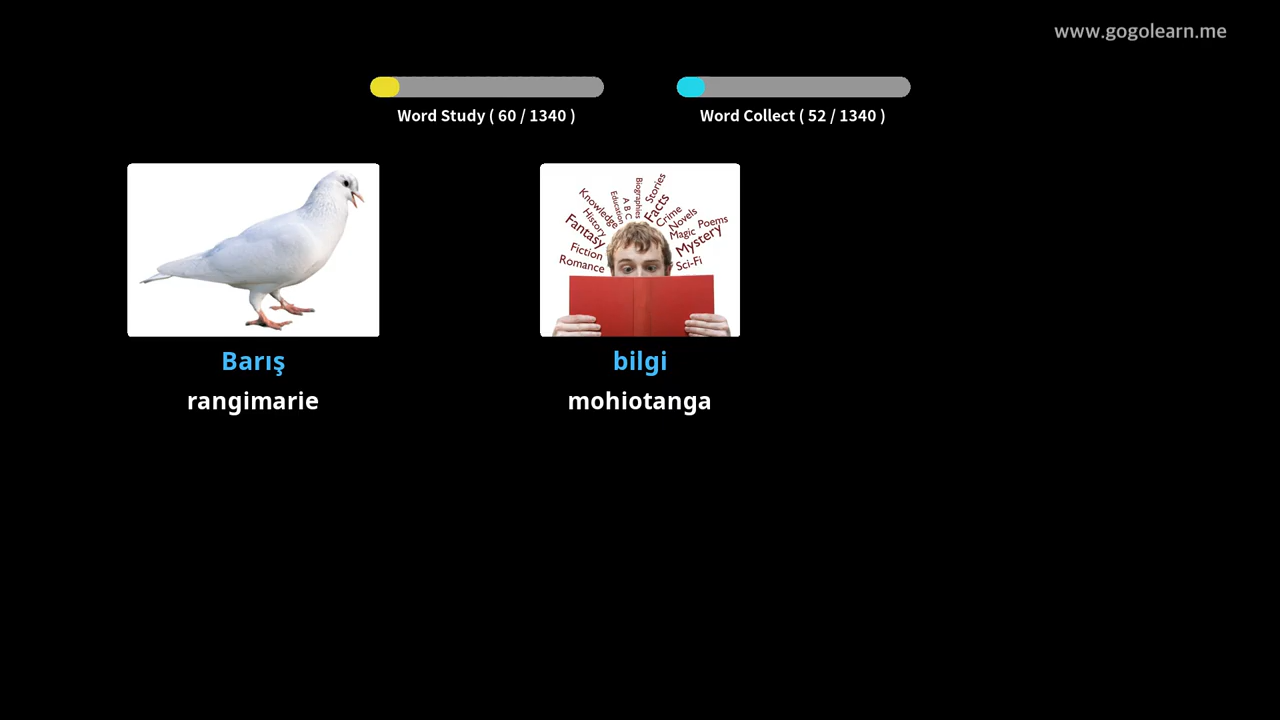 www.gogolearn.me
Word Study ( 60 / 1340 )
Word Collect ( 52 / 1340 )
Stories
Biographies
Knowledge
Education
A B C
Facts
Crime
History
Novels
Fantasy
Magic
Poems
Mystery
Fiction
Romance
Sci-Fi
Barış
bilgi
rangimarie
mohiotanga